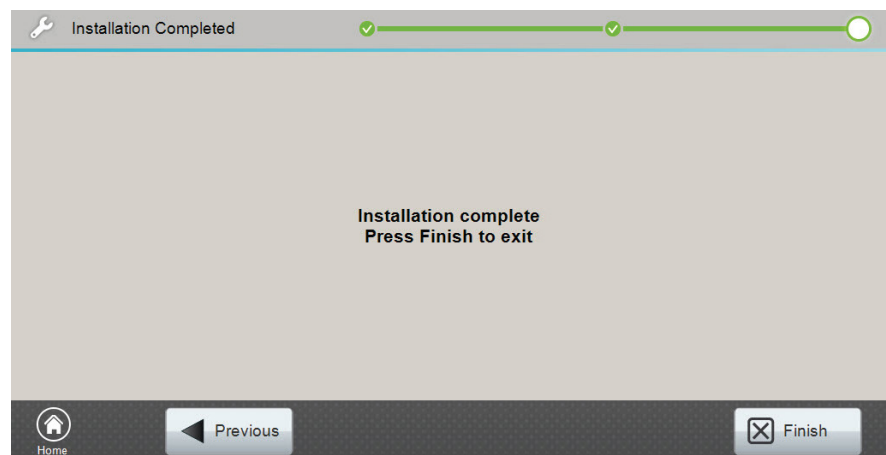 Installation Completed
Installation complete
Press Finish to exit
Home
Previous
Finish